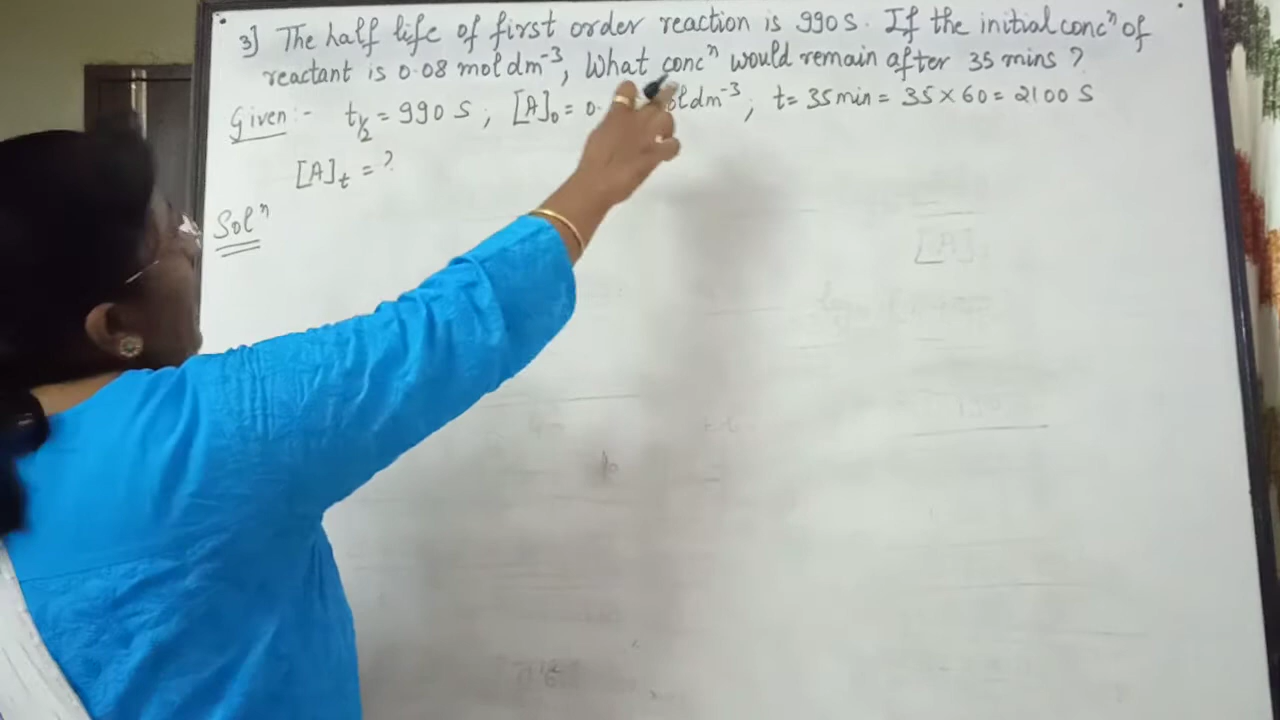 3] The half life of first order reaction is 990 s. If the initial concⁿ of
reactant is 0.08 mol dm⁻³, What concⁿ would remain after 35 mins ?
Given :- t½ = 990 S ; [A]₀ = 0. ol dm⁻³ ; t = 35 min = 35 × 60 = 2100 S
[A]t = ?
Solⁿ
[A]